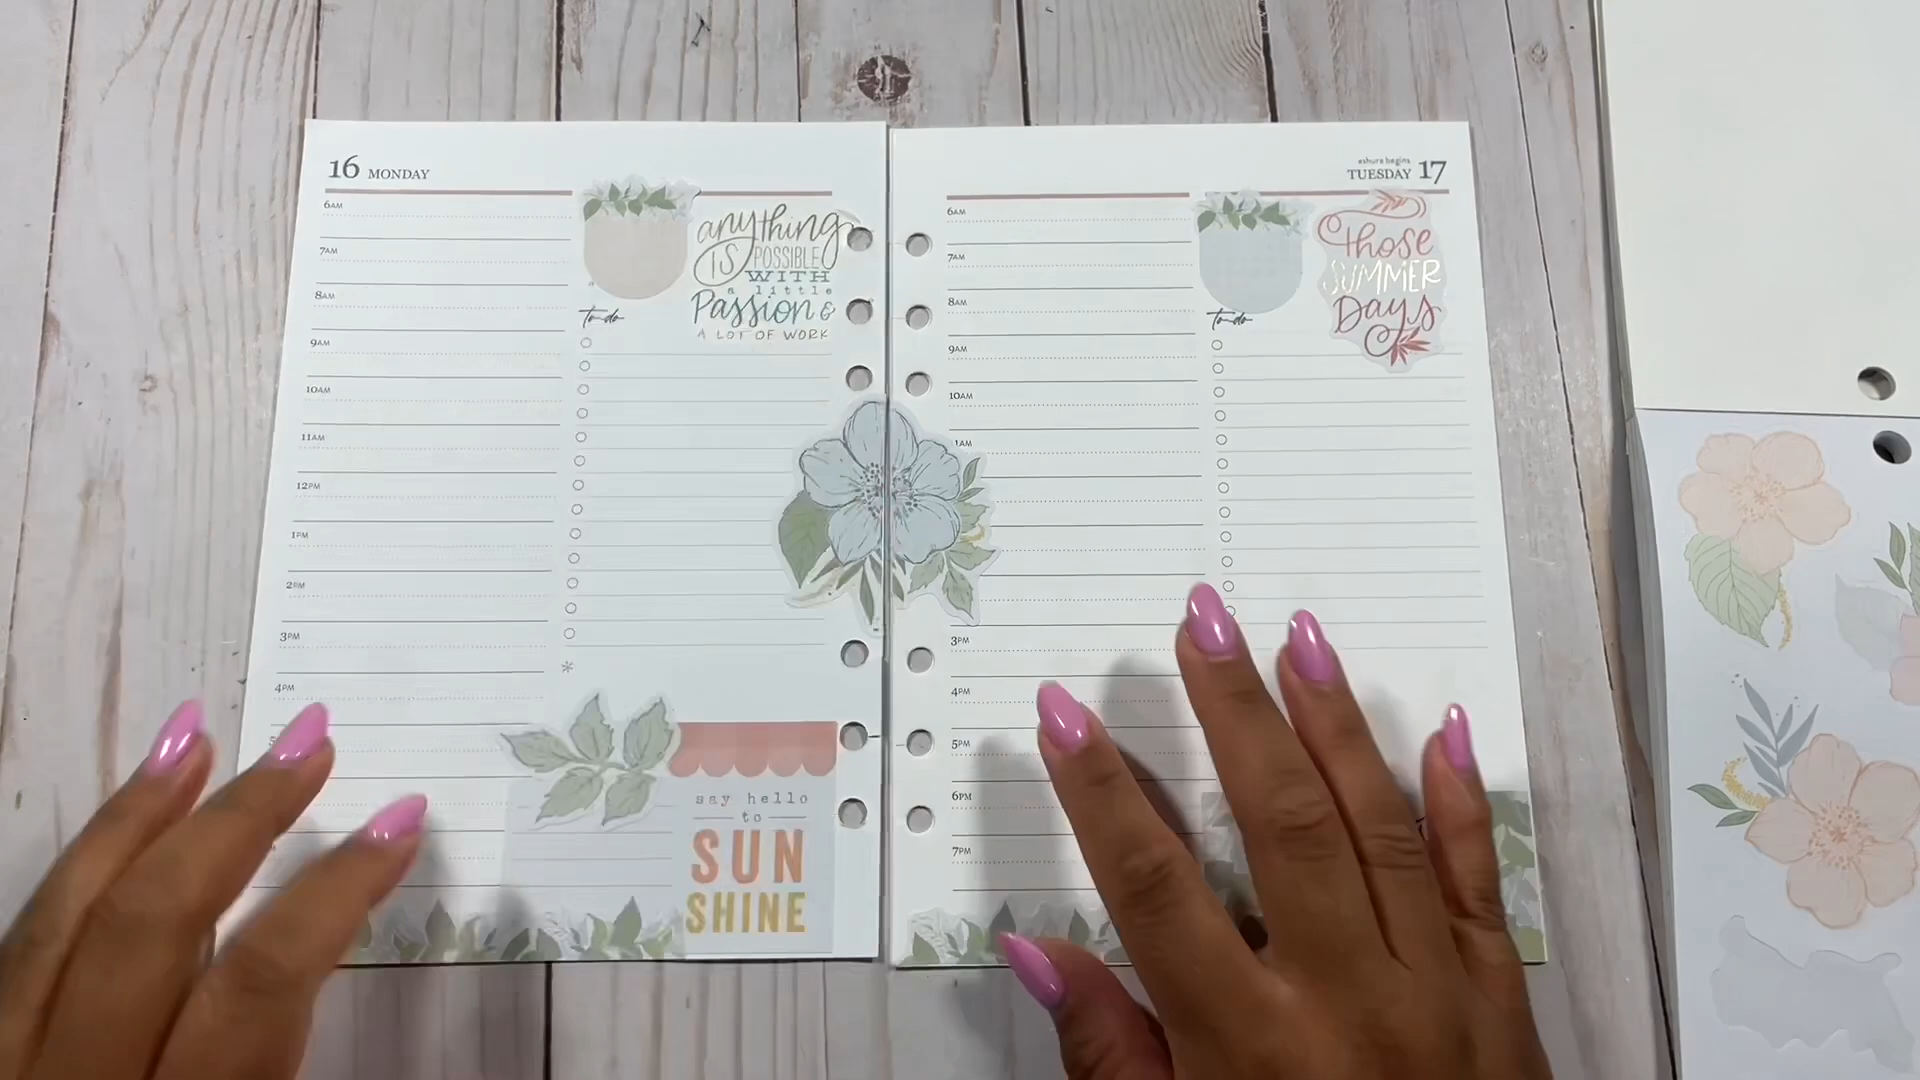 16 MONDAY
6AM
7AM
8AM
9AM
10AM
11AM
12PM
1PM
2PM
3PM
4PM
anything
IS POSSIBLE
WITH
a little
Passion &
A LOT OF WORK
to do
*
say hello
to
SUN
SHINE
ashura begins
TUESDAY 17
6AM
7AM
8AM
9AM
10AM
1AM
3PM
4PM
5PM
6PM
7PM
those
SUMMER
Days
to do